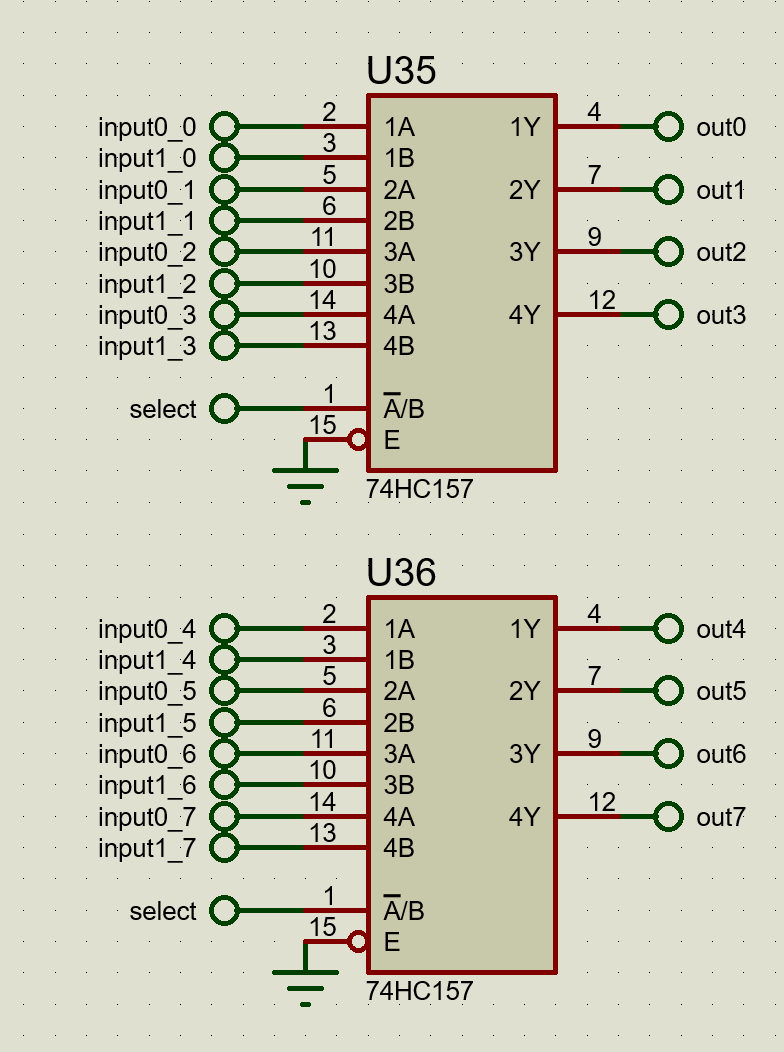 U35
input0_0 2 1A 1Y 4 out0
input1_0 3 1B
input0_1 5 2A 2Y 7 out1
input1_1 6 2B
input0_2 11 3A 3Y 9 out2
input1_2 10 3B
input0_3 14 4A 4Y 12 out3
input1_3 13 4B
select 1 A̅/B
15 E
74HC157
U36
input0_4 2 1A 1Y 4 out4
input1_4 3 1B
input0_5 5 2A 2Y 7 out5
input1_5 6 2B
input0_6 11 3A 3Y 9 out6
input1_6 10 3B
input0_7 14 4A 4Y 12 out7
input1_7 13 4B
select 1 A̅/B
15 E
74HC157